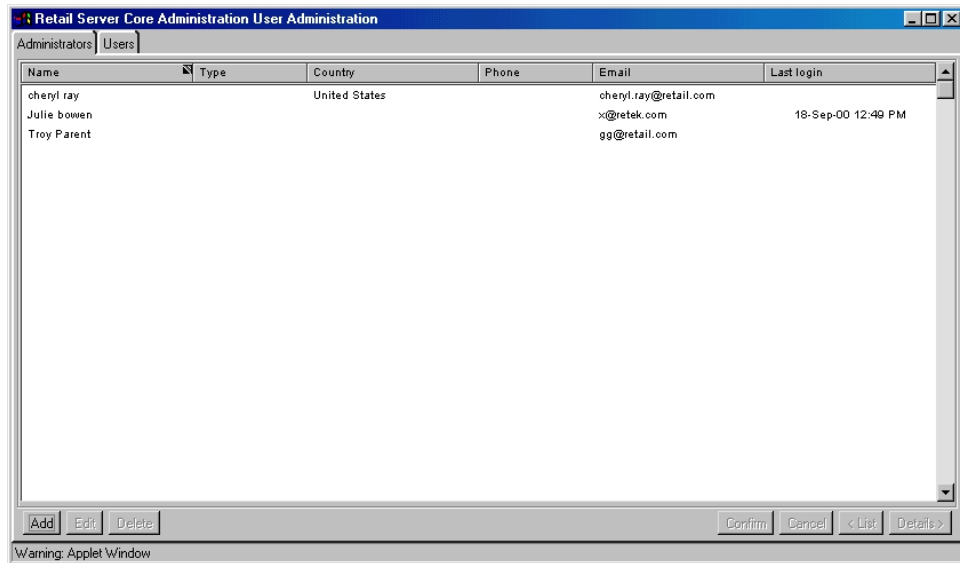 Retail Server Core Administration User Administration
Administrators Users
Name Type Country Phone Email Last login
cheryl ray United States cheryl.ray@retail.com
Julie bowen x@retek.com 18-Sep-00 12:49 PM
Troy Parent gg@retail.com
Add Edit Delete Confirm Cancel < List Details >
Warning: Applet Window